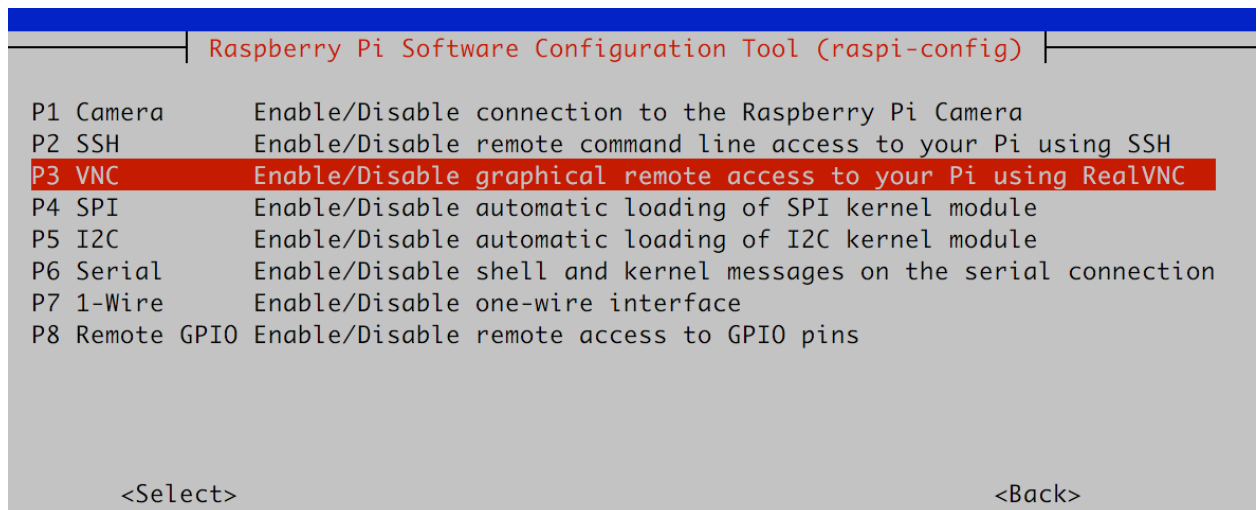 Raspberry Pi Software Configuration Tool (raspi-config)
P1 Camera Enable/Disable connection to the Raspberry Pi Camera
P2 SSH Enable/Disable remote command line access to your Pi using SSH
P3 VNC Enable/Disable graphical remote access to your Pi using RealVNC
P4 SPI Enable/Disable automatic loading of SPI kernel module
P5 I2C Enable/Disable automatic loading of I2C kernel module
P6 Serial Enable/Disable shell and kernel messages on the serial connection
P7 1-Wire Enable/Disable one-wire interface
P8 Remote GPIO Enable/Disable remote access to GPIO pins
<Select> <Back>